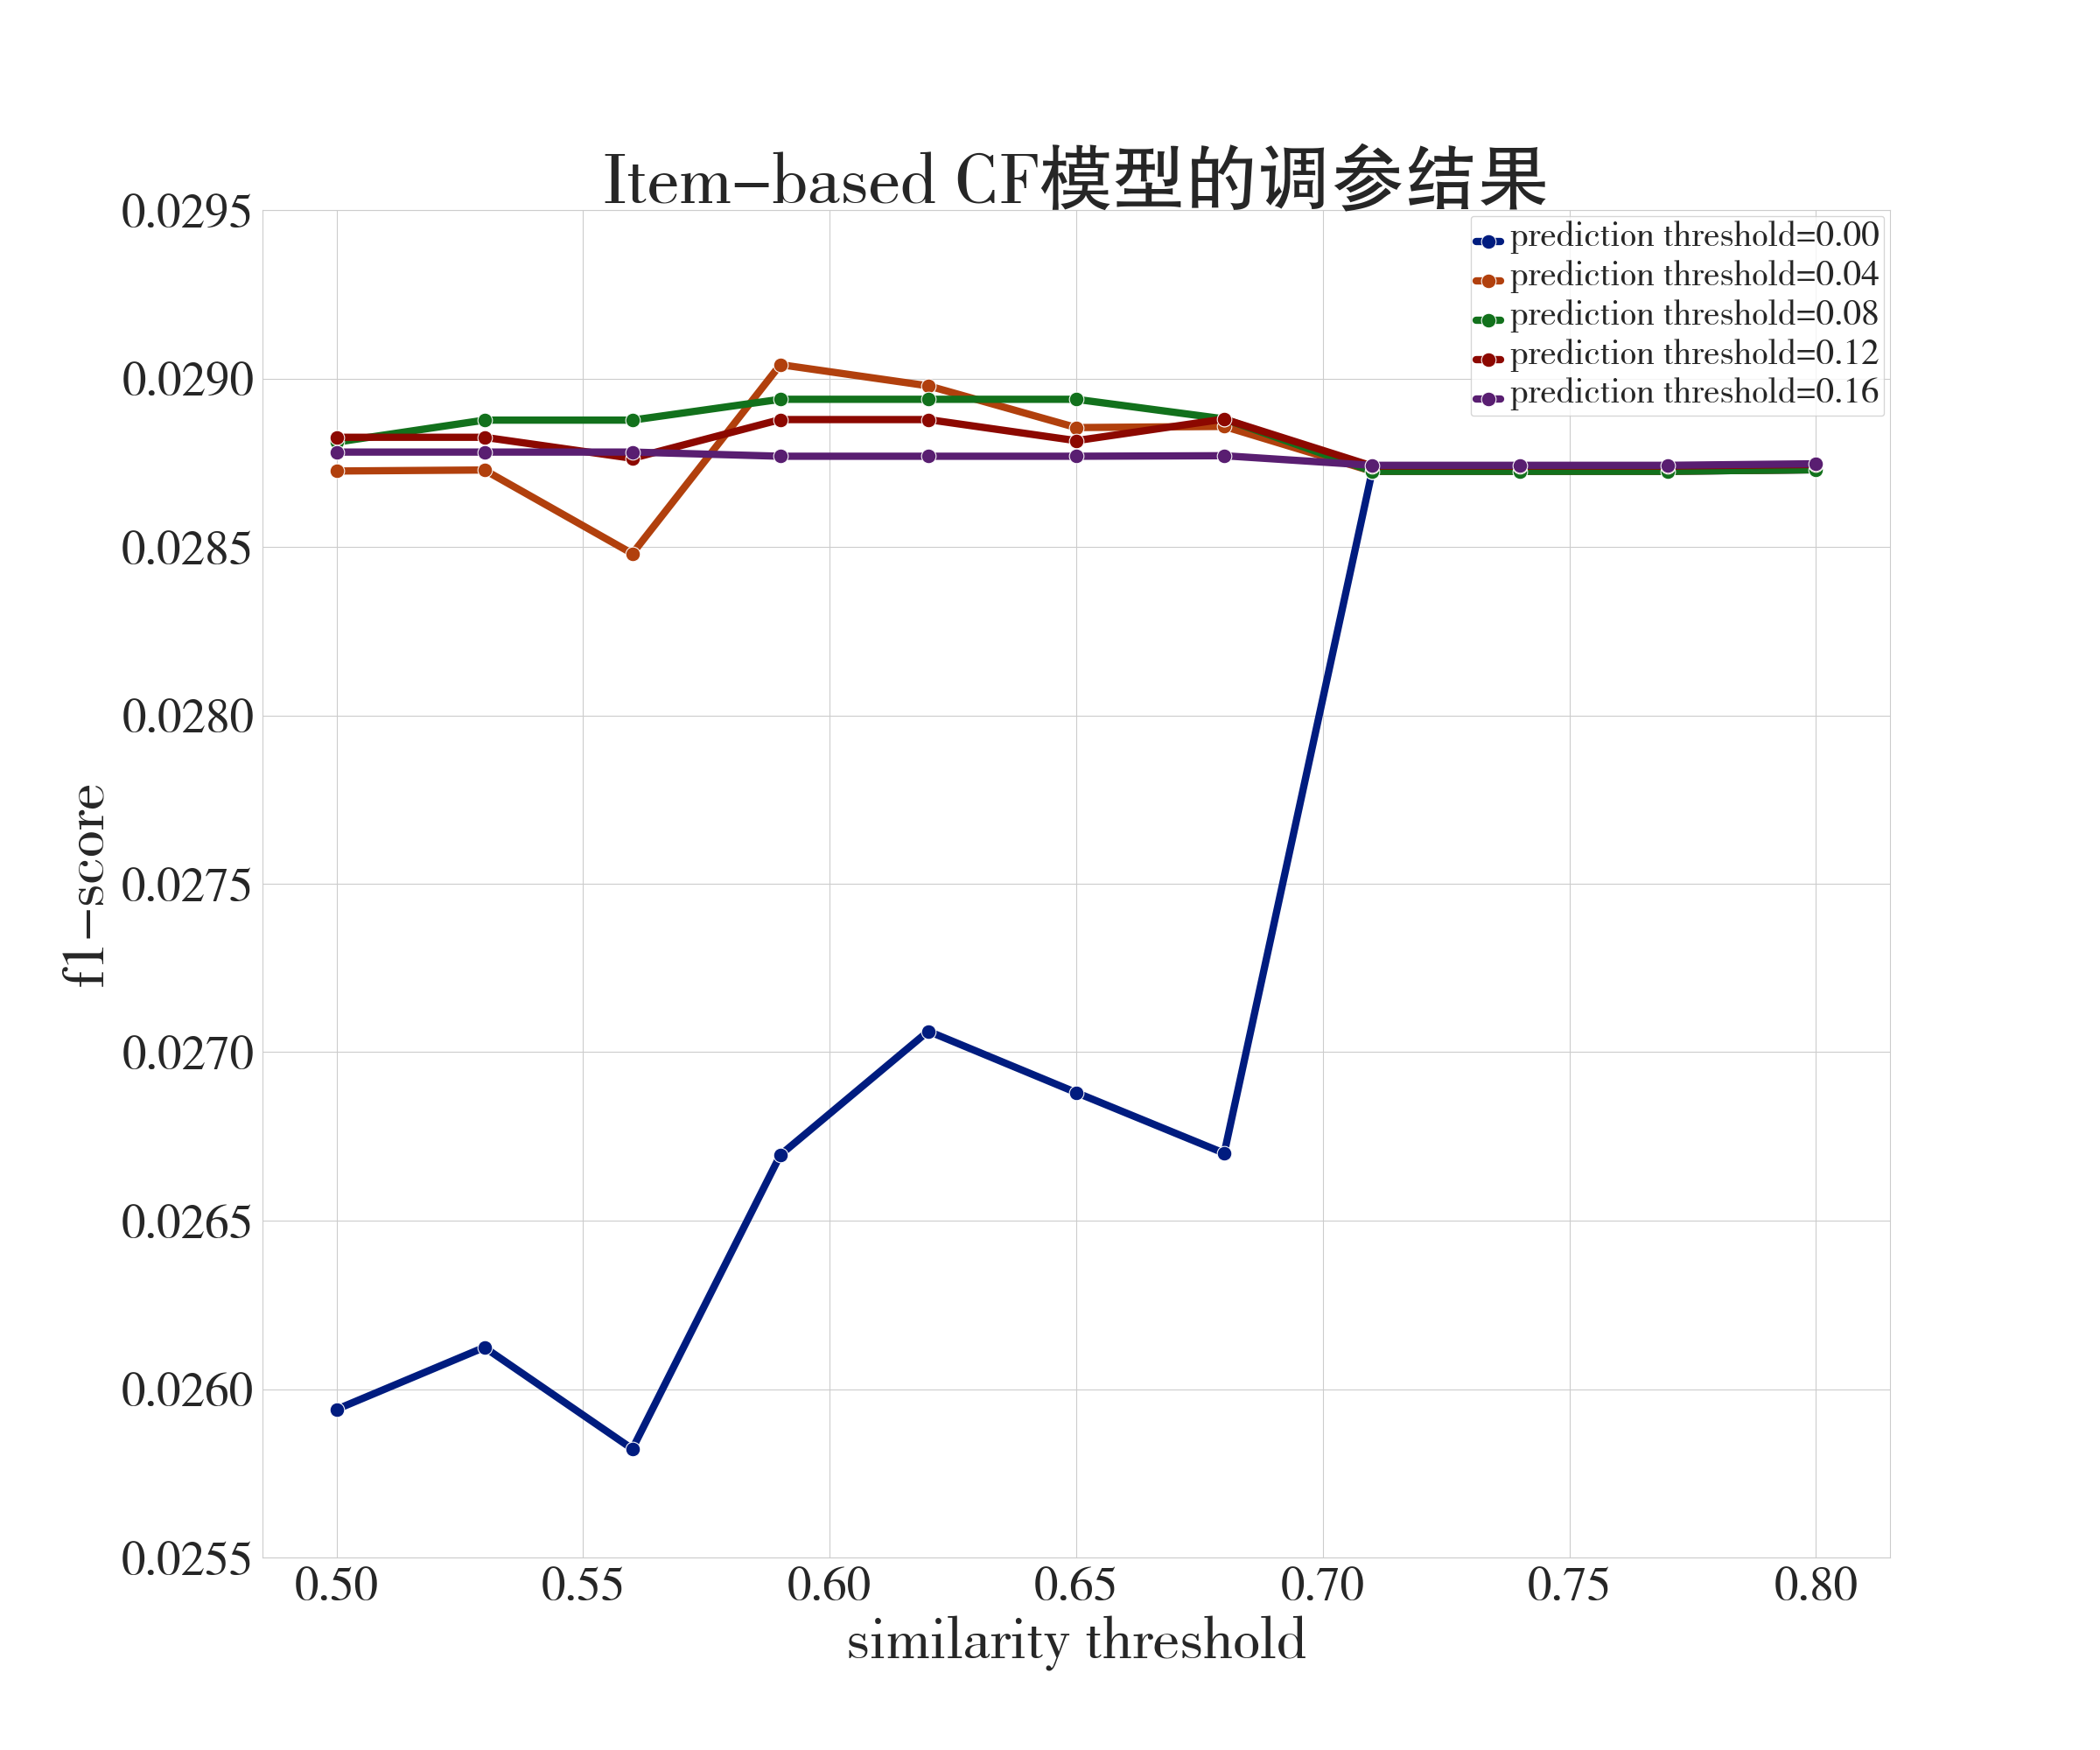 Item-based CF模型的调参结果
prediction threshold=0.00
prediction threshold=0.04
prediction threshold=0.08
prediction threshold=0.12
prediction threshold=0.16
0.0295
0.0290
0.0285
0.0280
0.0275
0.0270
0.0265
0.0260
0.0255
f1-score
0.50 0.55 0.60 0.65 0.70 0.75 0.80
similarity threshold